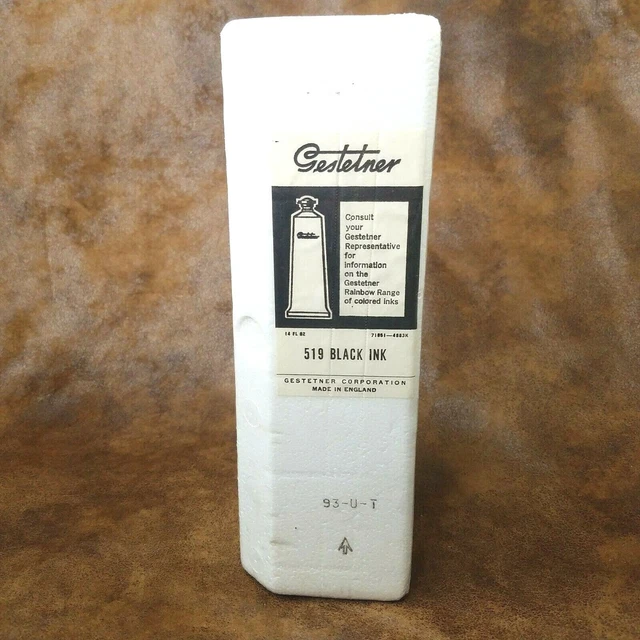 Gestetner
Gestetner
Consult
your
Gestetner
Representative
for
information
on the
Gestetner
Rainbow Range
of colored inks
14 FL OZ
519 BLACK INK
GESTETNER CORPORATION
MADE IN ENGLAND
93-U-T